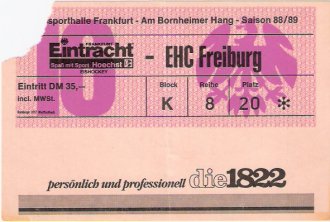 sporthalle Frankfurt - Am Bornheimer Hang - Saison 88/89
FRANKFURT
Eintracht
Spaß mit Sport Hoechst
EISHOCKEY
- EHC Freiburg
Eintritt DM 35,—
incl. MWSt.
Block Reihe Platz
K 8 20 *
persönlich und professionell die 1822